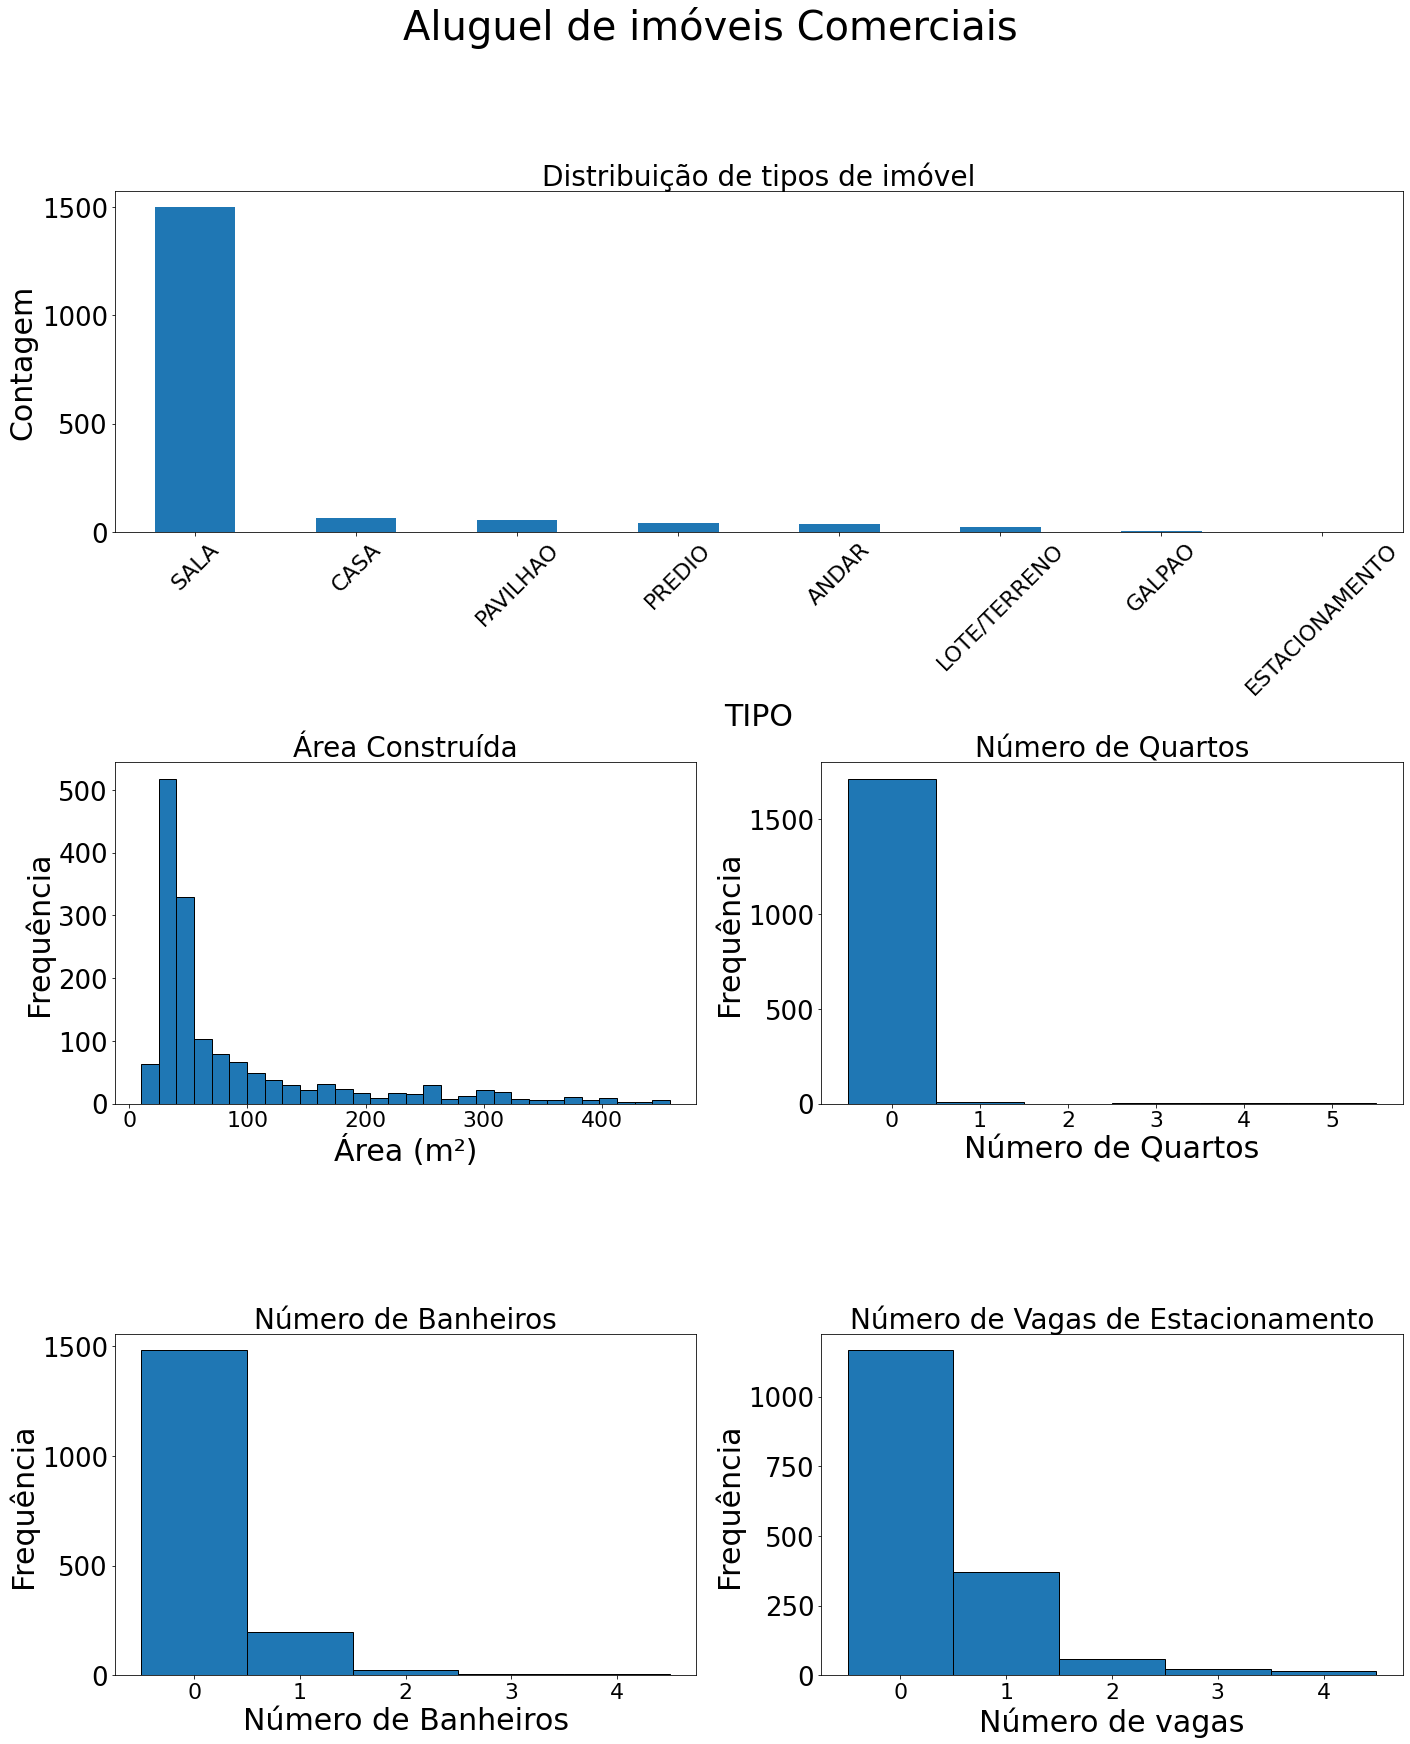 Aluguel de imóveis Comerciais
Distribuição de tipos de imóvel
Contagem
1500
1000
500
0
SALA
CASA
PAVILHAO
PREDIO
ANDAR
LOTE/TERRENO
GALPAO
ESTACIONAMENTO
TIPO
Área Construída
Frequência
500
400
300
200
100
0
0 100 200 300 400
Área (m²)
Número de Quartos
Frequência
1500
1000
500
0
0 1 2 3 4 5
Número de Quartos
Número de Banheiros
Frequência
1500
1000
500
0
0 1 2 3 4
Número de Banheiros
Número de Vagas de Estacionamento
Frequência
1000
750
500
250
0
0 1 2 3 4
Número de vagas